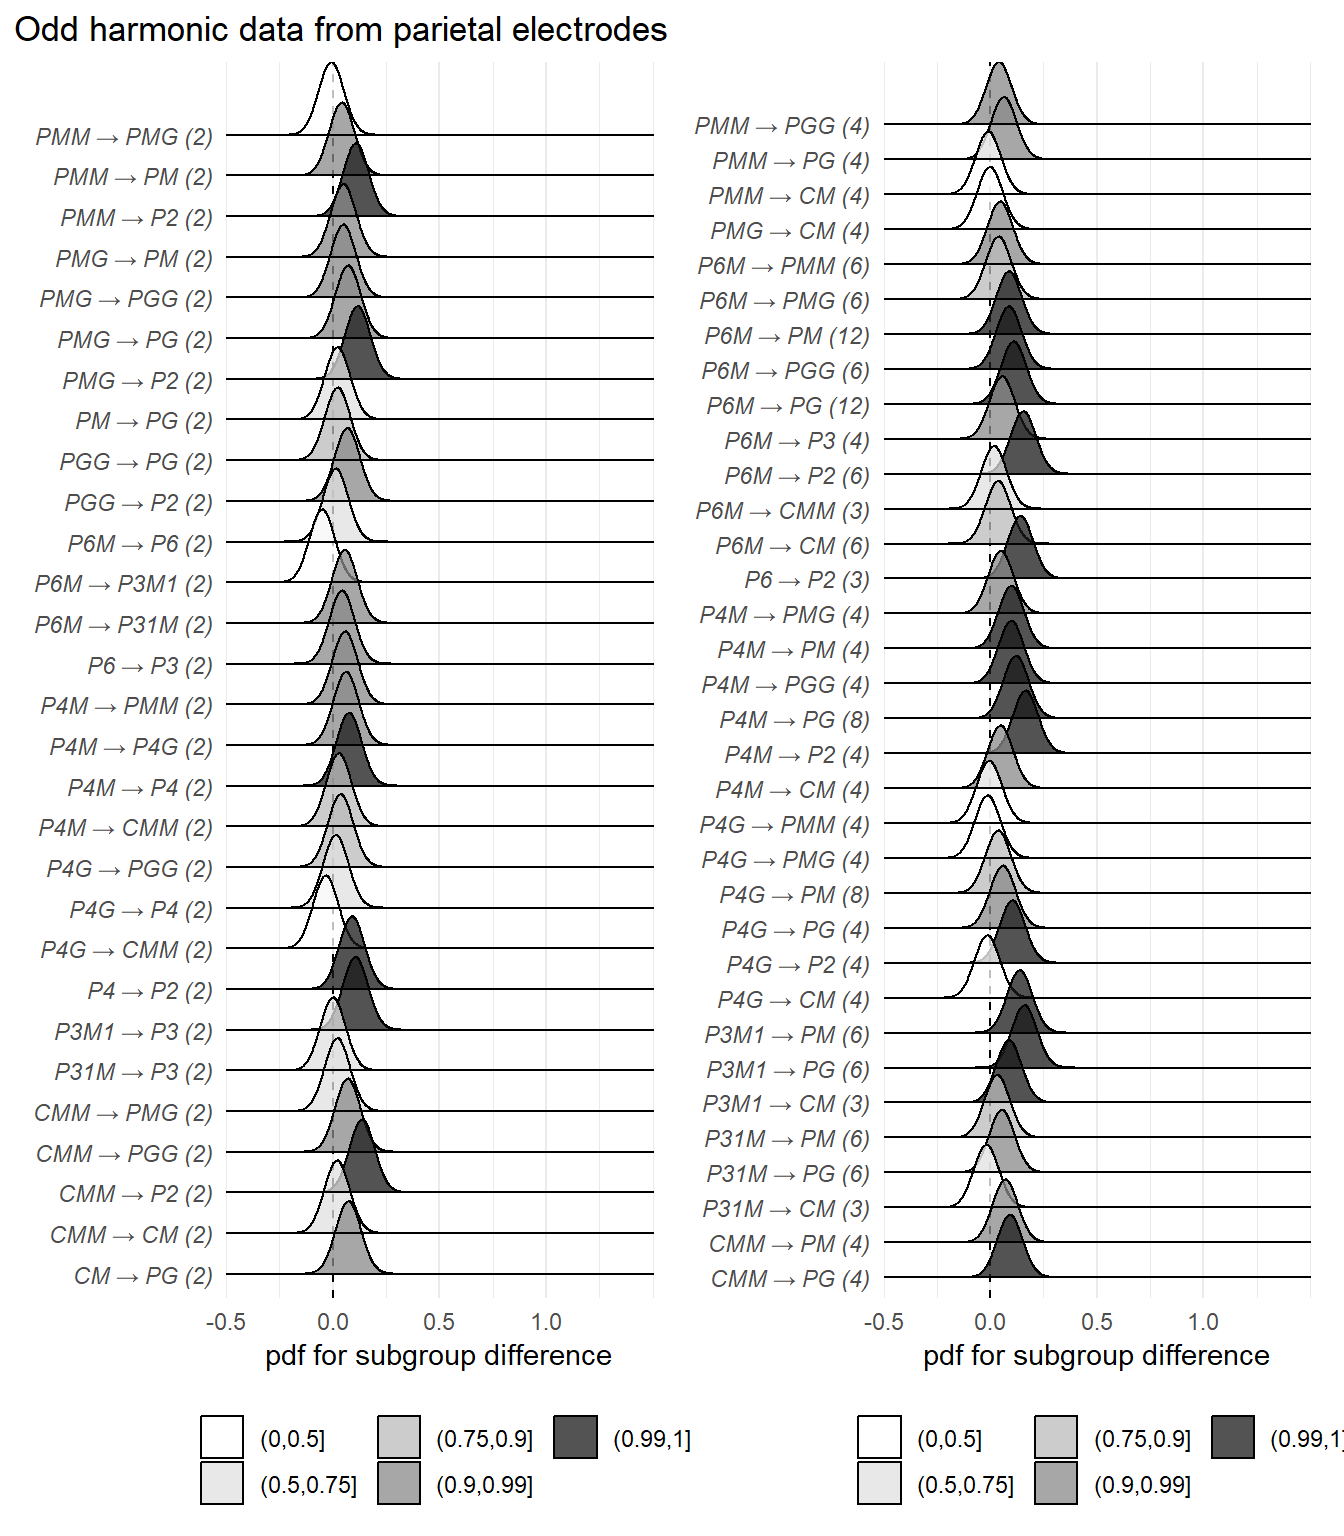 Odd harmonic data from parietal electrodes
PMM → PMG (2)
PMM → PM (2)
PMM → P2 (2)
PMG → PM (2)
PMG → PGG (2)
PMG → PG (2)
PMG → P2 (2)
PM → PG (2)
PGG → PG (2)
PGG → P2 (2)
P6M → P6 (2)
P6M → P3M1 (2)
P6M → P31M (2)
P6 → P3 (2)
P4M → PMM (2)
P4M → P4G (2)
P4M → P4 (2)
P4M → CMM (2)
P4G → PGG (2)
P4G → P4 (2)
P4G → CMM (2)
P4 → P2 (2)
P3M1 → P3 (2)
P31M → P3 (2)
CMM → PMG (2)
CMM → PGG (2)
CMM → P2 (2)
CMM → CM (2)
CM → PG (2)
-0.5 0.0 0.5 1.0
pdf for subgroup difference
(0,0.5] (0.75,0.9] (0.99,1]
(0.5,0.75] (0.9,0.99]
PMM → PGG (4)
PMM → PG (4)
PMM → CM (4)
PMG → CM (4)
P6M → PMM (6)
P6M → PMG (6)
P6M → PM (12)
P6M → PGG (6)
P6M → PG (12)
P6M → P3 (4)
P6M → P2 (6)
P6M → CMM (3)
P6M → CM (6)
P6 → P2 (3)
P4M → PMG (4)
P4M → PM (4)
P4M → PGG (4)
P4M → PG (8)
P4M → P2 (4)
P4M → CM (4)
P4G → PMM (4)
P4G → PMG (4)
P4G → PM (8)
P4G → PG (4)
P4G → P2 (4)
P4G → CM (4)
P3M1 → PM (6)
P3M1 → PG (6)
P3M1 → CM (3)
P31M → PM (6)
P31M → PG (6)
P31M → CM (3)
CMM → PM (4)
CMM → PG (4)
-0.5 0.0 0.5 1.0
pdf for subgroup difference
(0,0.5] (0.75,0.9] (0.99,1]
(0.5,0.75] (0.9,0.99]